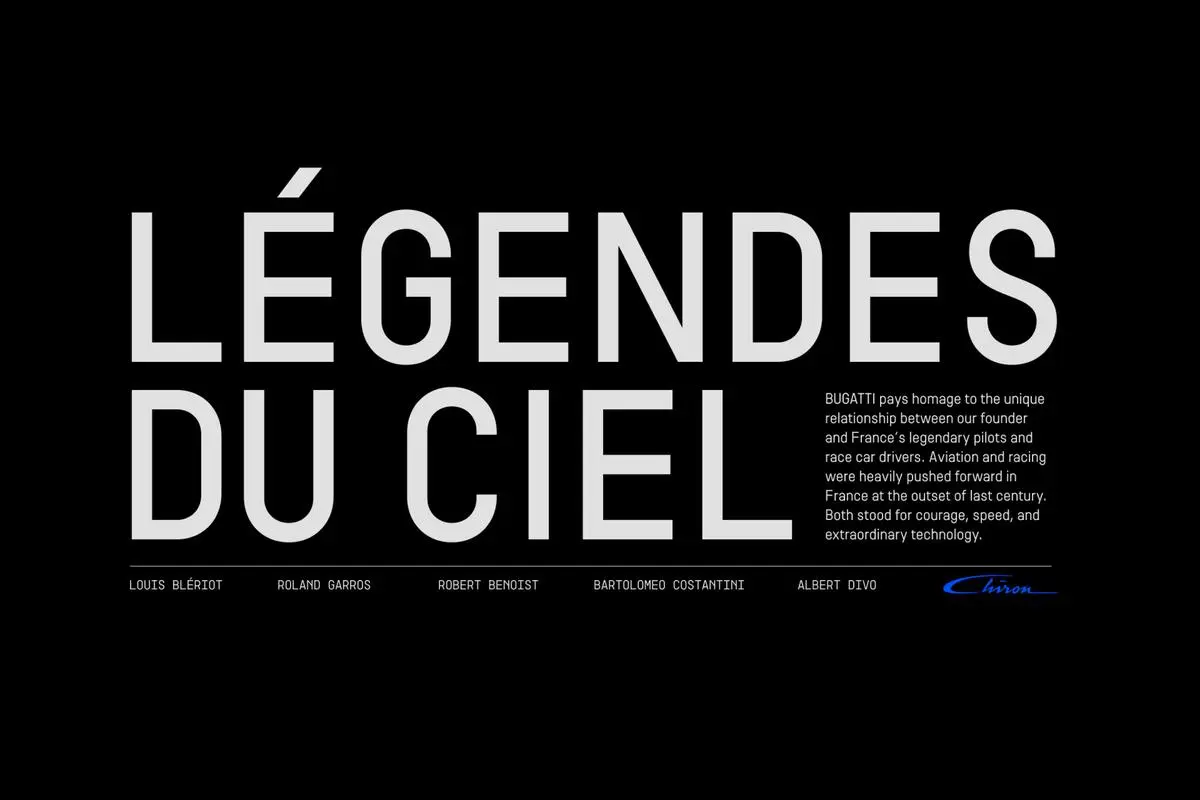 LÉGENDES
DU CIEL
BUGATTI pays homage to the unique
relationship between our founder
and France's legendary pilots and
race car drivers. Aviation and racing
were heavily pushed forward in
France at the outset of last century.
Both stood for courage, speed, and
extraordinary technology.
LOUIS BLÉRIOT ROLAND GARROS ROBERT BENOIST BARTOLOMEO COSTANTINI ALBERT DIVO Chiron